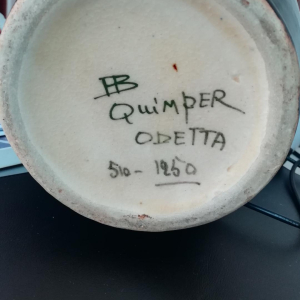 HB
QuimpER
ODETTA
510-1250